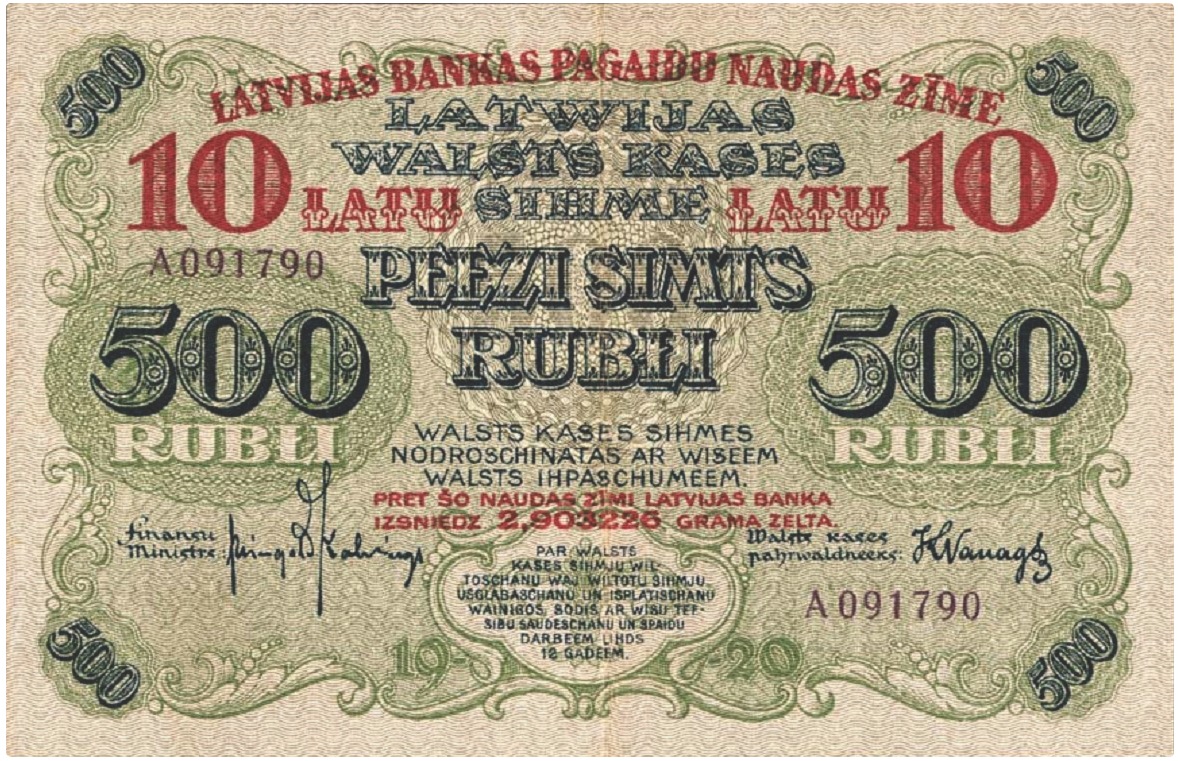 500
500
LATVIJAS BANKAS PAGAIDU NAUDAS ZĪME
LATWIJAS
WALSTS KASES
SIHME
10 LATU
LATU 10
A091790
PEEZI SIMTS
RUBLI
500
RUBLI
500
RUBLI
WALSTS KASES SIHMES
NODROSCHINATAS AR WISEEM
WALSTS IHPASCHUMEEM.
PRET ŠO NAUDAS ZĪMI LATVIJAS BANKA
IZSNIEDZ 2,903226 GRAMA ZELTA.
Finansu
Ministrs:
Walsts kases
pahrwaldneeks:
PAR WALSTS
KASES SIHMJU WIL-
TOSCHANU WAJ WILTOTU SIHMJU
USGLABASCHANU UN ISPLATISCHANU
WAINIGOS SODIS AR WISU TEE-
SIBU SAUDESCHANU UN SPAIDU
DARBEEM LIHDS
12 GADEEM.
A091790
19-
-20
500
500